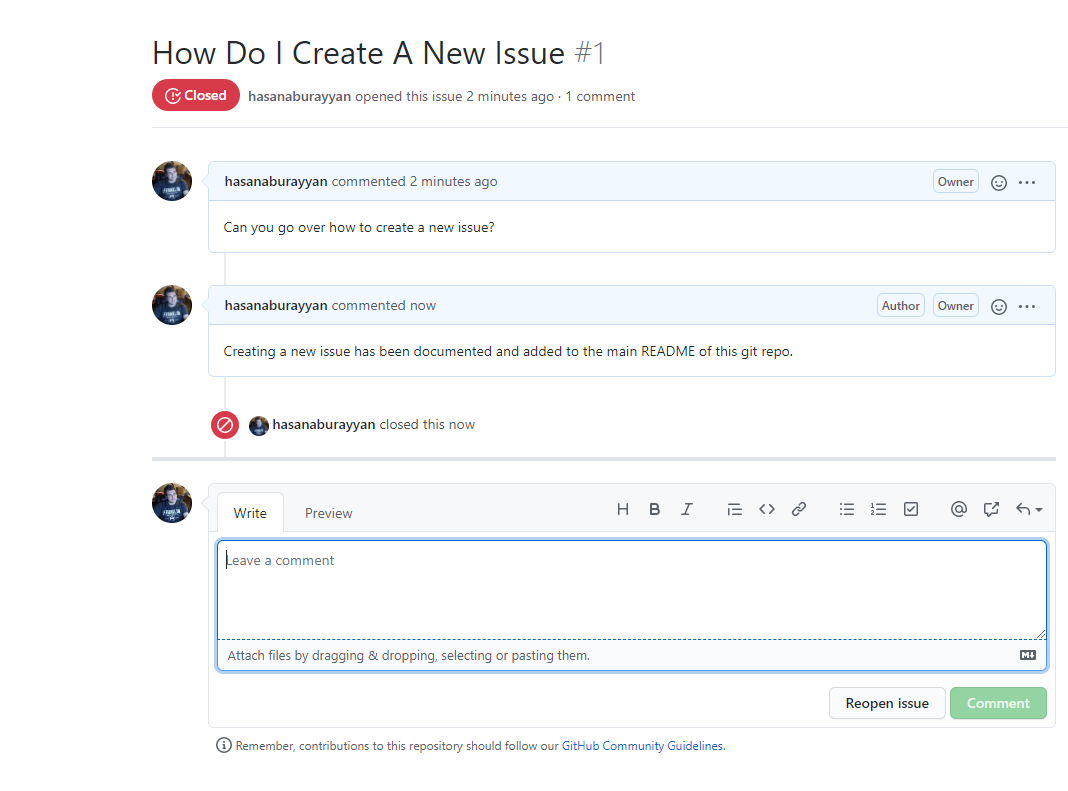 How Do I Create A New Issue #1
Closed hasanaburayyan opened this issue 2 minutes ago · 1 comment
hasanaburayyan commented 2 minutes ago Owner
Can you go over how to create a new issue?
hasanaburayyan commented now Author Owner
Creating a new issue has been documented and added to the main README of this git repo.
hasanaburayyan closed this now
Write Preview H B I
Leave a comment
Attach files by dragging & dropping, selecting or pasting them.
Reopen issue Comment
Remember, contributions to this repository should follow our GitHub Community Guidelines.